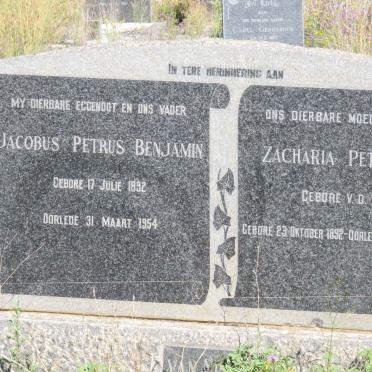 IN TERE HERINNERING AAN
MY DIERBARE EGGENOOT EN ONS VADER
JACOBUS PETRUS BENJAMIN
GEBORE 17 JULIE 1892
OORLEDE 31 MAART 1954
ONS DIERBARE MOED
ZACHARIA PET
GEBORE V.D.
GEBORE 23 OKTOBER 1892-OORLE